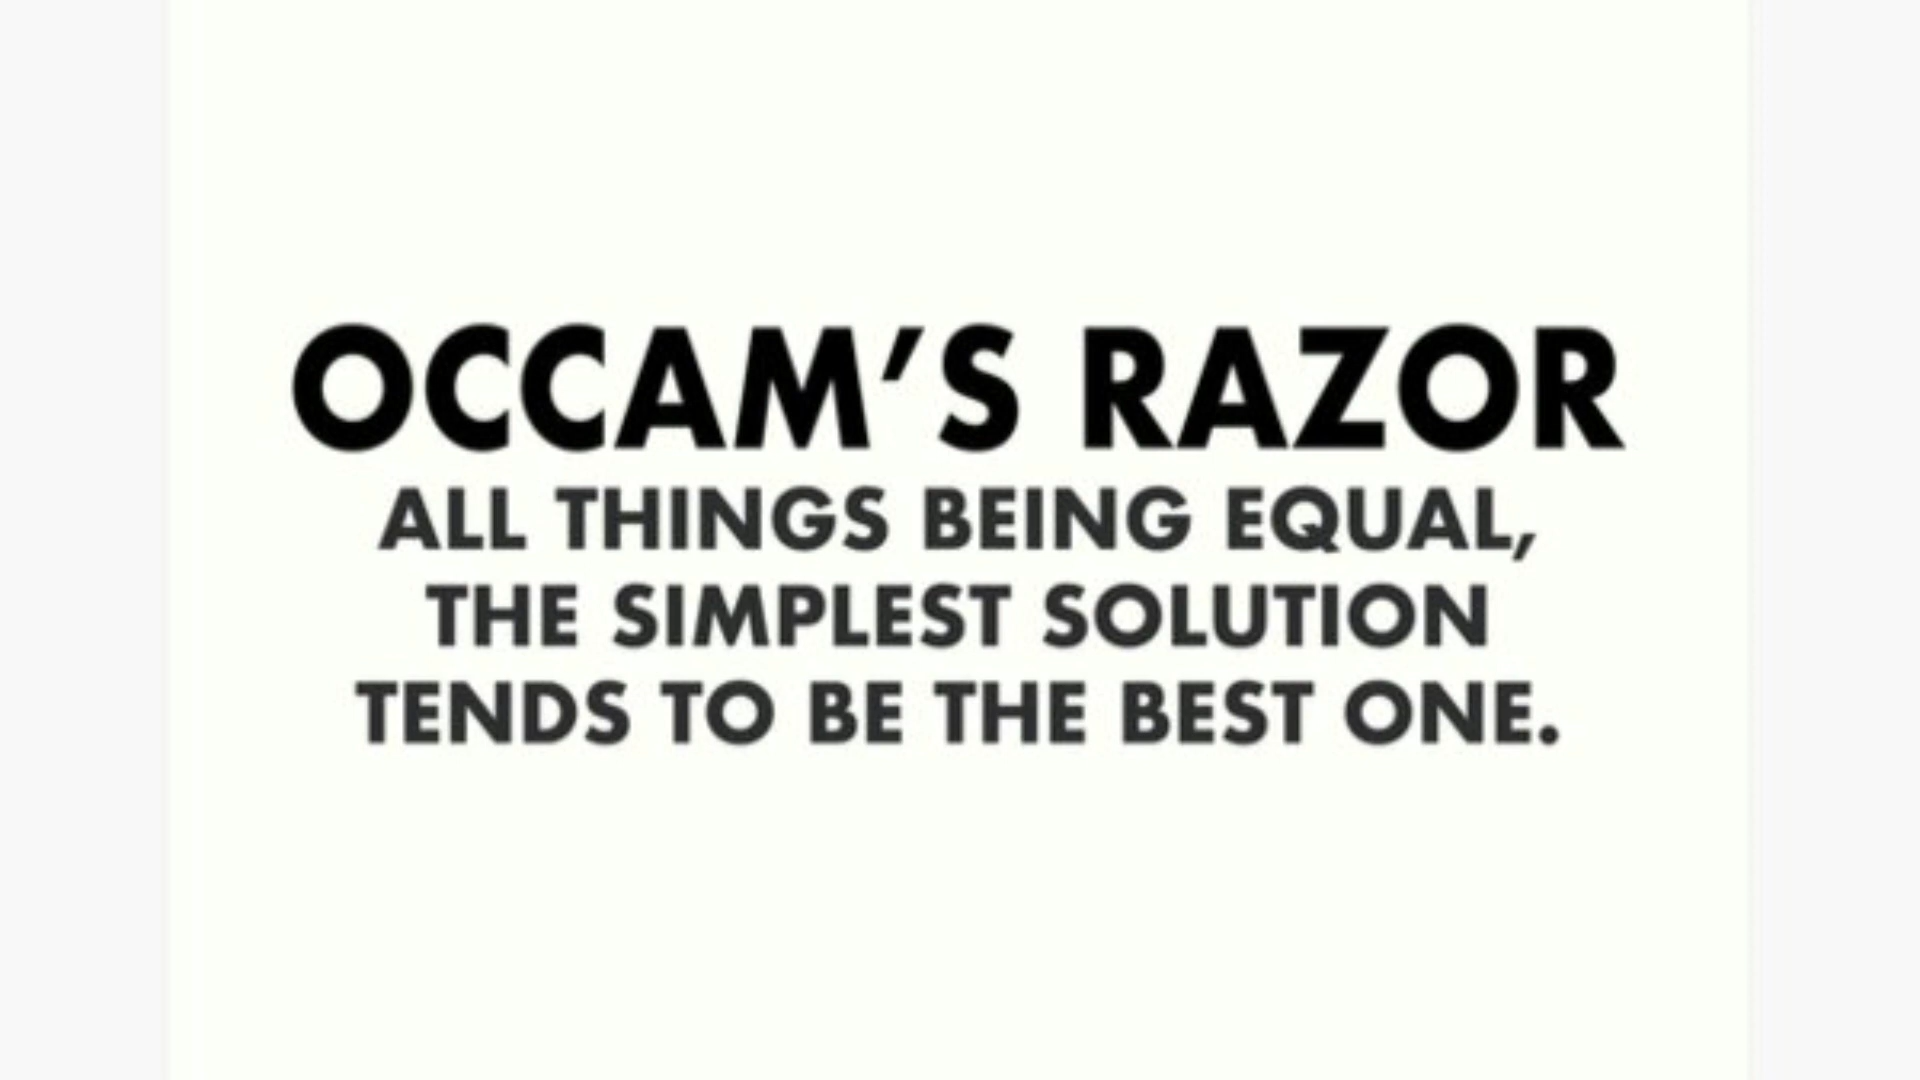 OCCAM'S RAZOR
ALL THINGS BEING EQUAL,
THE SIMPLEST SOLUTION
TENDS TO BE THE BEST ONE.